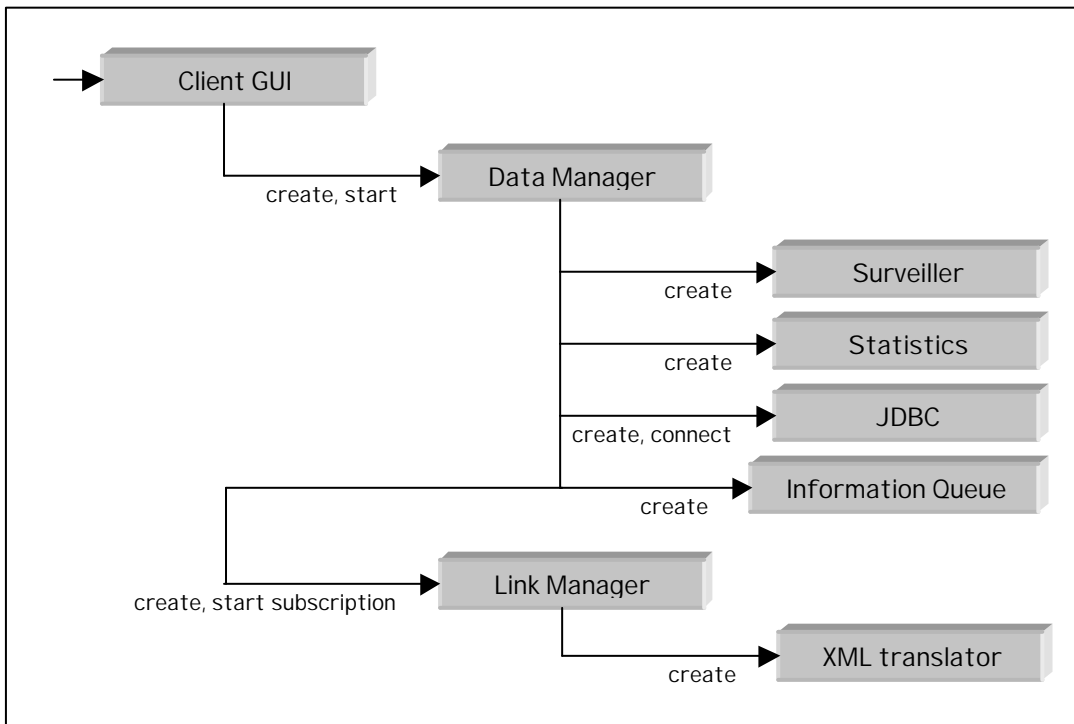 Client GUI
Data Manager
create, start
Surveiller
create
Statistics
create
JDBC
create, connect
Information Queue
create
Link Manager
create, start subscription
XML translator
create